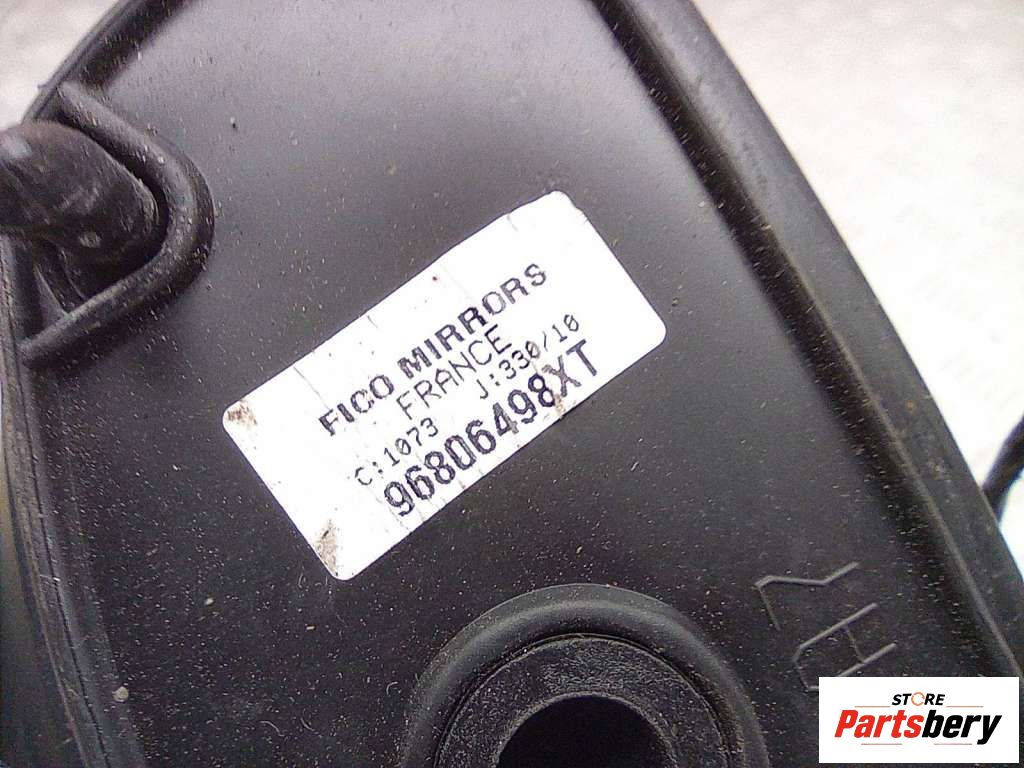 FICO MIRRORS
FRANCE
C:1073 J:330/10
96806498XT
STORE
Partsbery